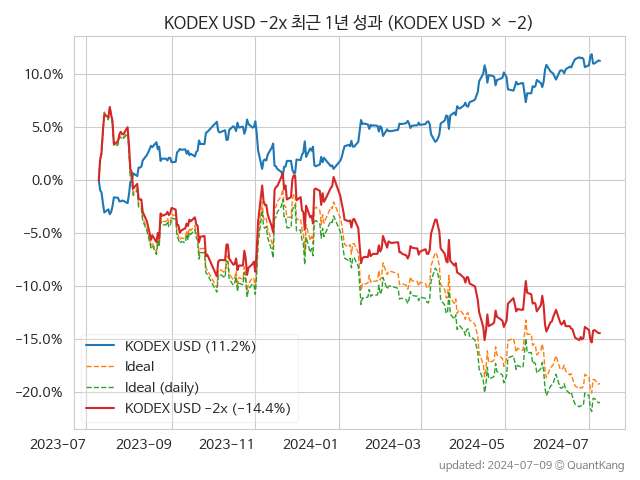 KODEX USD −2x 최근 1년 성과 (KODEX USD × −2)
10.0%
5.0%
0.0%
−5.0%
−10.0%
−15.0%
−20.0%
KODEX USD (11.2%)
Ideal
Ideal (daily)
KODEX USD −2x (−14.4%)
2023-07
2023-09
2023-11
2024-01
2024-03
2024-05
2024-07
updated: 2024-07-09 © QuantKang